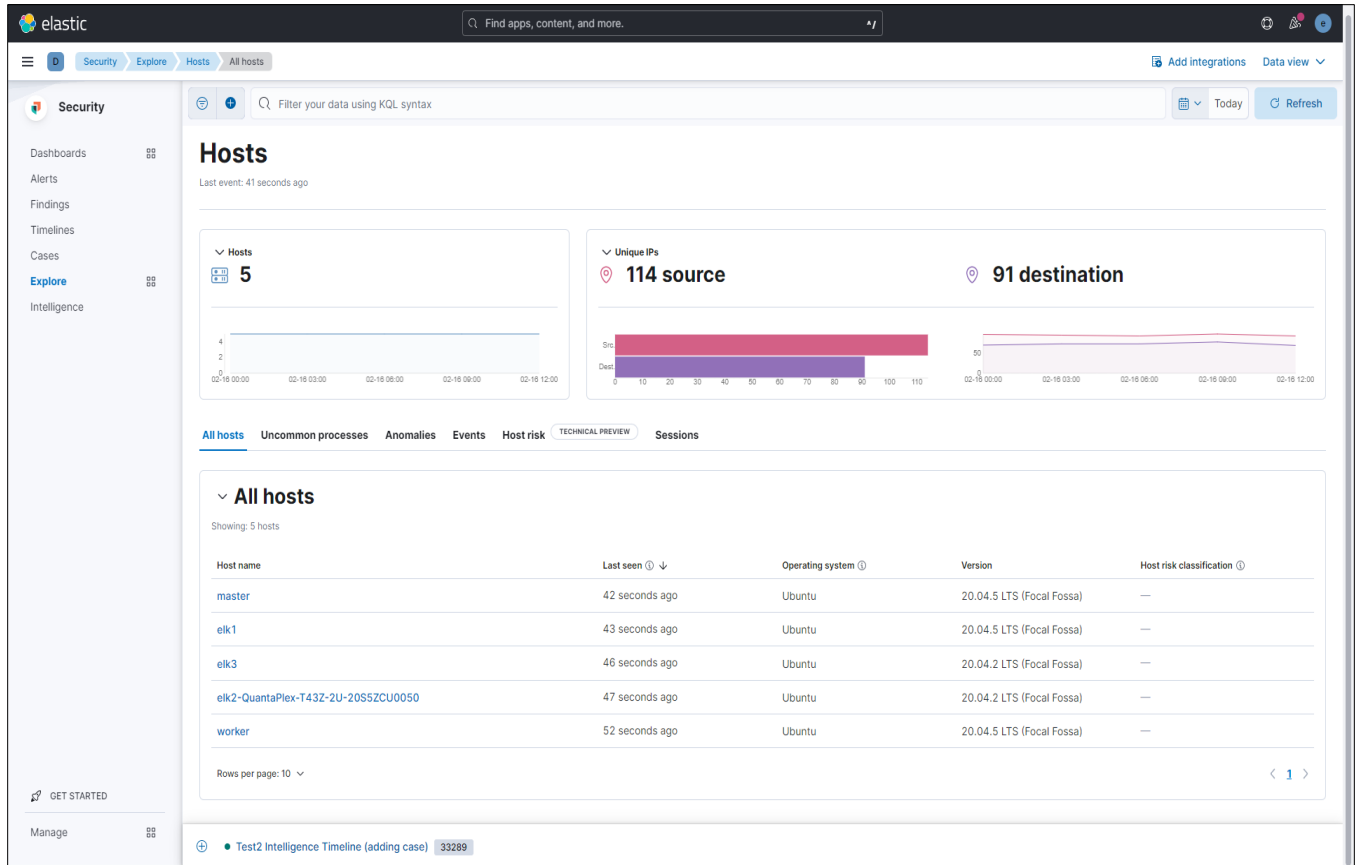 elastic
Find apps, content, and more.
^/
e
D
Security
Explore
Hosts
All hosts
Add integrations
Data view
Security
Filter your data using KQL syntax
Today
Refresh
Dashboards
Alerts
Findings
Timelines
Cases
Explore
Intelligence
GET STARTED
Manage
Hosts
Last event: 41 seconds ago
Hosts
5
4
2
0
02-16 00:00 02-16 03:00 02-16 06:00 02-16 09:00 02-16 12:00
Unique IPs
114 source
91 destination
Src.
Dest.
0 10 20 30 40 50 60 70 80 90 100 110
50
0
02-16 00:00 02-16 03:00 02-16 06:00 02-16 09:00 02-16 12:00
All hosts Uncommon processes Anomalies Events Host risk TECHNICAL PREVIEW Sessions
All hosts
Showing: 5 hosts
Host name Last seen Operating system Version Host risk classification
master 42 seconds ago Ubuntu 20.04.5 LTS (Focal Fossa) —
elk1 43 seconds ago Ubuntu 20.04.5 LTS (Focal Fossa) —
elk3 46 seconds ago Ubuntu 20.04.2 LTS (Focal Fossa) —
elk2-QuantaPlex-T43Z-2U-20S5ZCU0050 47 seconds ago Ubuntu 20.04.2 LTS (Focal Fossa) —
worker 52 seconds ago Ubuntu 20.04.5 LTS (Focal Fossa) —
Rows per page: 10
1
Test2 Intelligence Timeline (adding case) 33289